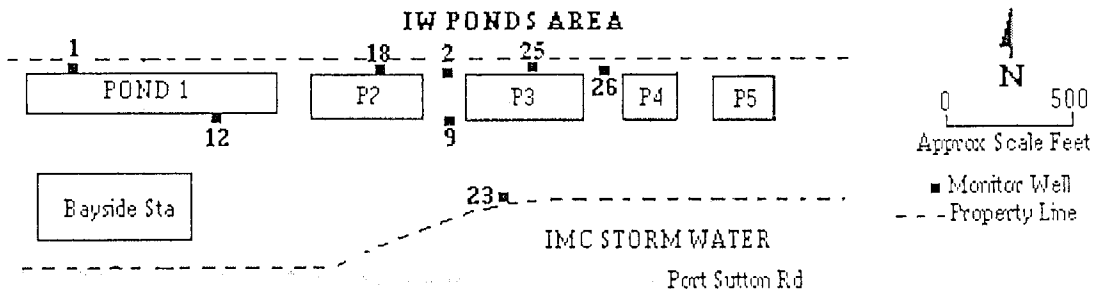 IW PONDS AREA
1
18
2
25
26
POND 1
P2
P3
P4
P5
12
9
N
0 500
Approx Scale Feet
Monitor Well
Property Line
23
Bayside Sta
IMC STORM WATER
Port Sutton Rd